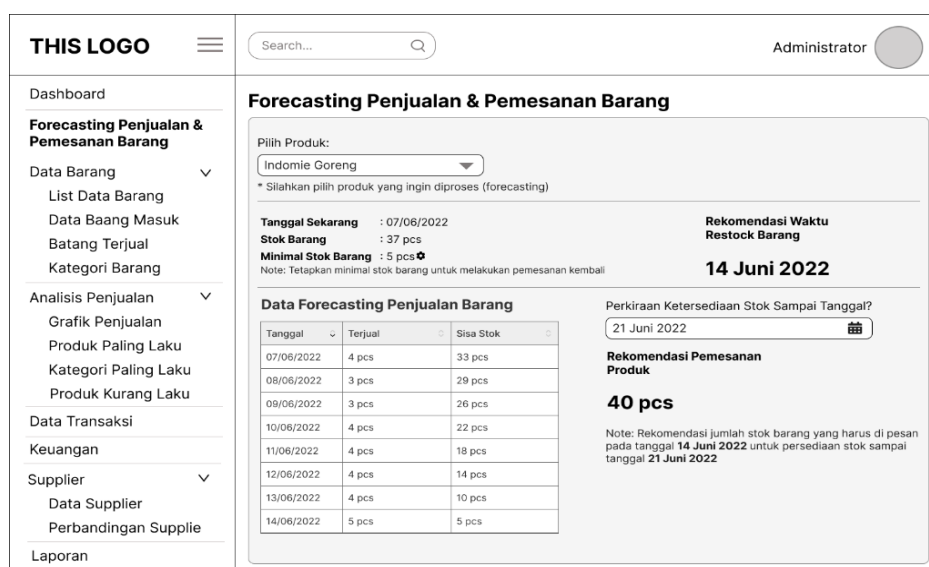 THIS LOGO
Search...
Administrator
Dashboard
Forecasting Penjualan &
Pemesanan Barang
Data Barang
List Data Barang
Data Baang Masuk
Batang Terjual
Kategori Barang
Analisis Penjualan
Grafik Penjualan
Produk Paling Laku
Kategori Paling Laku
Produk Kurang Laku
Data Transaksi
Keuangan
Supplier
Data Supplier
Perbandingan Supplie
Laporan
Forecasting Penjualan & Pemesanan Barang
Pilih Produk:
Indomie Goreng
* Silahkan pilih produk yang ingin diproses (forecasting)
Tanggal Sekarang : 07/06/2022
Stok Barang : 37 pcs
Minimal Stok Barang : 5 pcs
Note: Tetapkan minimal stok barang untuk melakukan pemesanan kembali
Rekomendasi Waktu
Restock Barang
14 Juni 2022
Data Forecasting Penjualan Barang
Tanggal Terjual Sisa Stok
07/06/2022 4 pcs 33 pcs
08/06/2022 3 pcs 29 pcs
09/06/2022 3 pcs 26 pcs
10/06/2022 4 pcs 22 pcs
11/06/2022 4 pcs 18 pcs
12/06/2022 4 pcs 14 pcs
13/06/2022 4 pcs 10 pcs
14/06/2022 5 pcs 5 pcs
Perkiraan Ketersediaan Stok Sampai Tanggal?
21 Juni 2022
Rekomendasi Pemesanan
Produk
40 pcs
Note: Rekomendasi jumlah stok barang yang harus di pesan
pada tanggal 14 Juni 2022 untuk persediaan stok sampai
tanggal 21 Juni 2022